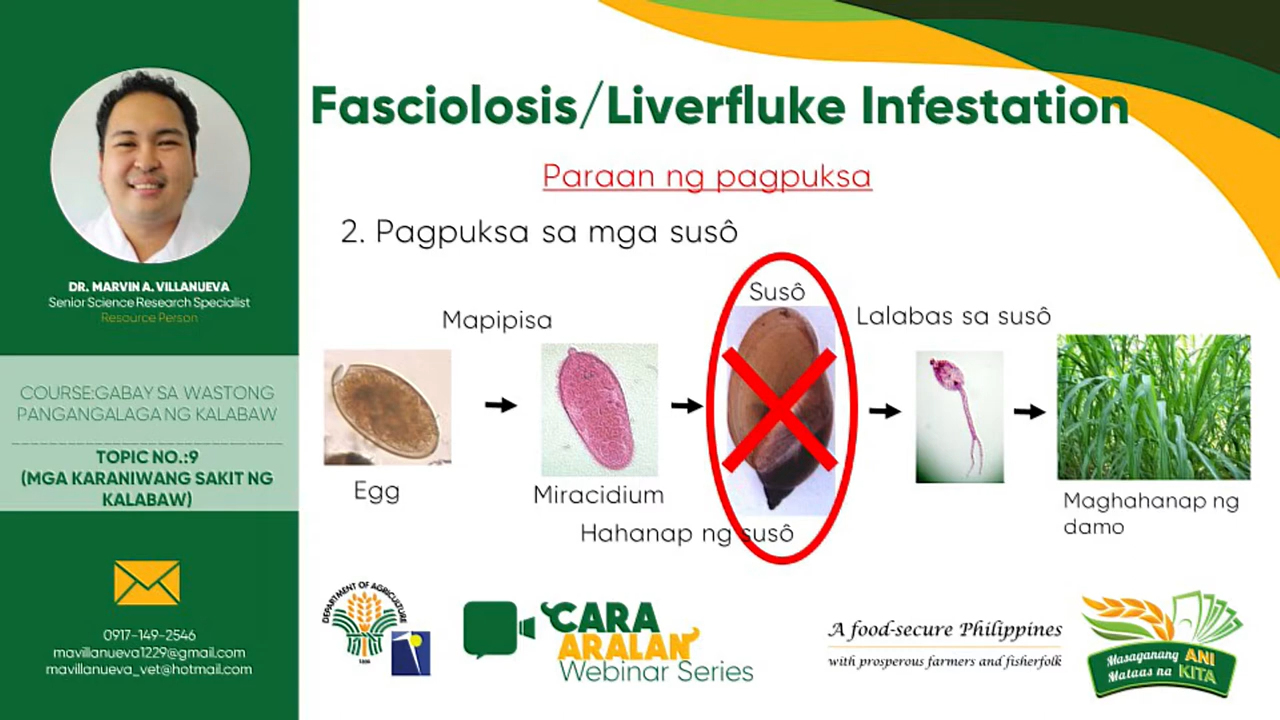 Fasciolosis/Liverfluke Infestation
Paraan ng pagpuksa
2. Pagpuksa sa mga susô
Mapipisa
Susô
Lalabas sa susô
Egg
Miracidium
Hahanap ng susô
Maghahanap ng
damo
DR. MARVIN A. VILLANUEVA
Senior Science Research Specialist
Resource Person
COURSE:GABAY SA WASTONG
PANGANGALAGA NG KALABAW
TOPIC NO.:9
(MGA KARANIWANG SAKIT NG
KALABAW)
0917-149-2546
mavillanueva1229@gmail.com
mavillanueva_vet@hotmail.com
DEPARTMENT OF AGRICULTURE
CARA
ARALAN
Webinar Series
A food-secure Philippines
with prosperous farmers and fisherfolk
Masaganang ANI
Mataas na KITA